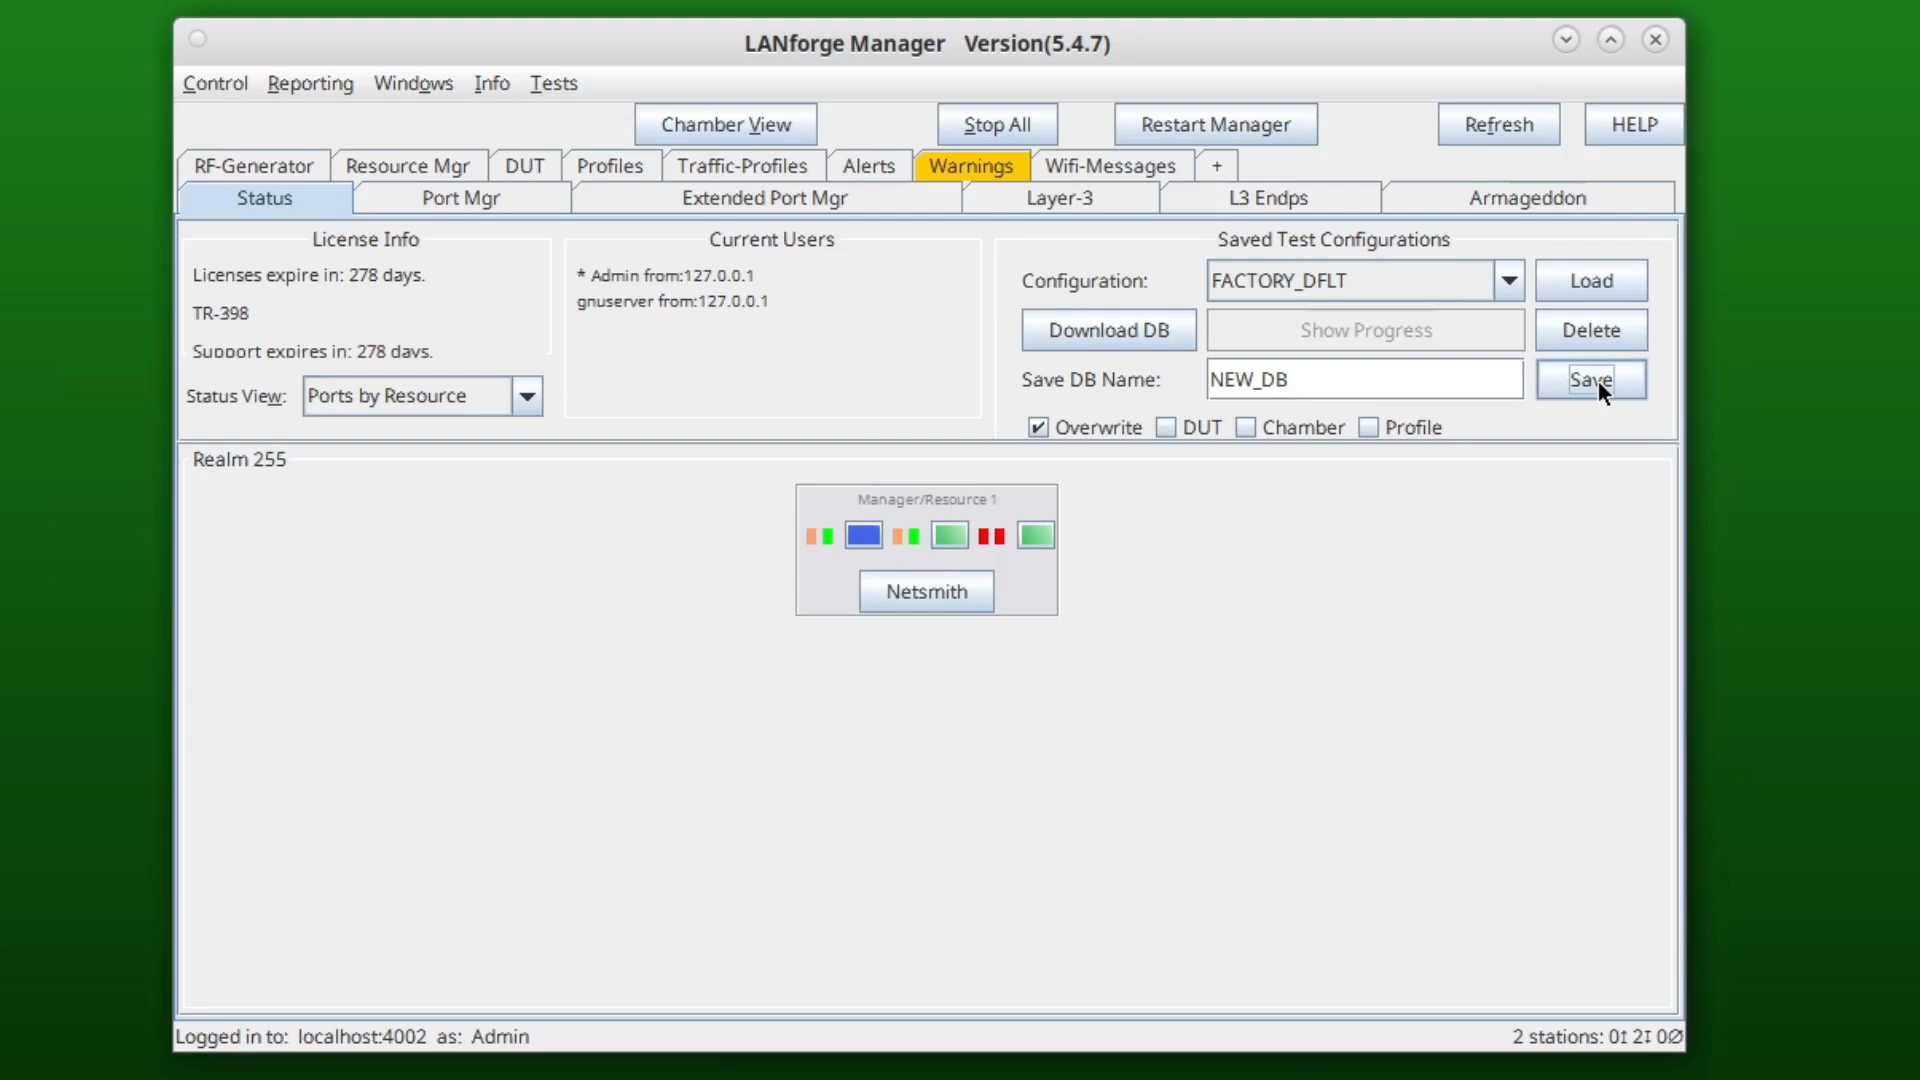 LANforge Manager   Version(5.4.7)
Control Reporting Windows Info Tests
Chamber View Stop All Restart Manager Refresh HELP
RF-Generator Resource Mgr DUT Profiles Traffic-Profiles Alerts Warnings Wifi-Messages +
Status Port Mgr Extended Port Mgr Layer-3 L3 Endps Armageddon
License Info
Licenses expire in: 278 days.
TR-398
Support expires in: 278 days.
Status View: Ports by Resource
Current Users
* Admin from:127.0.0.1
gnuserver from:127.0.0.1
Saved Test Configurations
Configuration: FACTORY_DFLT Load
Download DB Show Progress Delete
Save DB Name: NEW_DB Save
Overwrite DUT Chamber Profile
Realm 255
Manager/Resource 1
Netsmith
Logged in to: localhost:4002 as: Admin
2 stations: 0↥ 2↧ 0∅